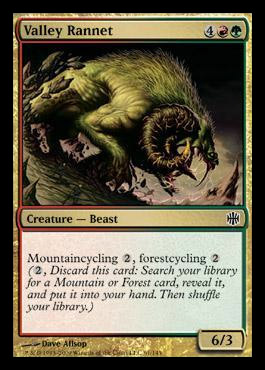 Valley Rannet 4
Creature — Beast
Mountaincycling 2, forestcycling 2
(2, Discard this card: Search your library
for a Mountain or Forest card, reveal it,
and put it into your hand. Then shuffle
your library.)
Dave Allsop
6/3